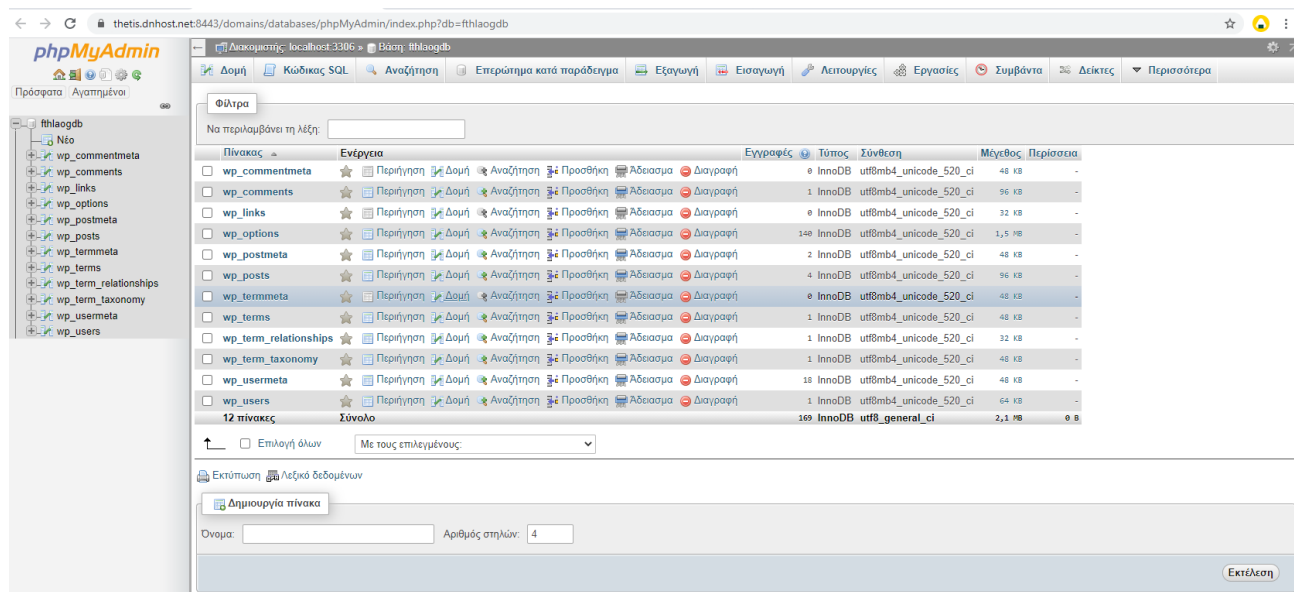 thetis.dnhost.net:8443/domains/databases/phpMyAdmin/index.php?db=fthlaogdb
phpMyAdmin
Πρόσφατα Αγαπημένοι
fthlaogdb
Νέο
wp_commentmeta
wp_comments
wp_links
wp_options
wp_postmeta
wp_posts
wp_termmeta
wp_terms
wp_term_relationships
wp_term_taxonomy
wp_usermeta
wp_users
Διακομιστής: localhost:3306 » Βάση: fthlaogdb
Δομή Κώδικας SQL Αναζήτηση Επερώτημα κατά παράδειγμα Εξαγωγή Εισαγωγή Λειτουργίες Εργασίες Συμβάντα Δείκτες Περισσότερα
Φίλτρα
Να περιλαμβάνει τη λέξη:
Πίνακας Ενέργεια Εγγραφές Τύπος Σύνθεση Μέγεθος Περίσσεια
wp_commentmeta Περιήγηση Δομή Αναζήτηση Προσθήκη Άδειασμα Διαγραφή 0 InnoDB utf8mb4_unicode_520_ci 48 KB -
wp_comments Περιήγηση Δομή Αναζήτηση Προσθήκη Άδειασμα Διαγραφή 1 InnoDB utf8mb4_unicode_520_ci 96 KB -
wp_links Περιήγηση Δομή Αναζήτηση Προσθήκη Άδειασμα Διαγραφή 0 InnoDB utf8mb4_unicode_520_ci 32 KB -
wp_options Περιήγηση Δομή Αναζήτηση Προσθήκη Άδειασμα Διαγραφή 140 InnoDB utf8mb4_unicode_520_ci 1,5 MB -
wp_postmeta Περιήγηση Δομή Αναζήτηση Προσθήκη Άδειασμα Διαγραφή 2 InnoDB utf8mb4_unicode_520_ci 48 KB -
wp_posts Περιήγηση Δομή Αναζήτηση Προσθήκη Άδειασμα Διαγραφή 4 InnoDB utf8mb4_unicode_520_ci 96 KB -
wp_termmeta Περιήγηση Δομή Αναζήτηση Προσθήκη Άδειασμα Διαγραφή 0 InnoDB utf8mb4_unicode_520_ci 48 KB -
wp_terms Περιήγηση Δομή Αναζήτηση Προσθήκη Άδειασμα Διαγραφή 1 InnoDB utf8mb4_unicode_520_ci 48 KB -
wp_term_relationships Περιήγηση Δομή Αναζήτηση Προσθήκη Άδειασμα Διαγραφή 1 InnoDB utf8mb4_unicode_520_ci 32 KB -
wp_term_taxonomy Περιήγηση Δομή Αναζήτηση Προσθήκη Άδειασμα Διαγραφή 1 InnoDB utf8mb4_unicode_520_ci 48 KB -
wp_usermeta Περιήγηση Δομή Αναζήτηση Προσθήκη Άδειασμα Διαγραφή 18 InnoDB utf8mb4_unicode_520_ci 48 KB -
wp_users Περιήγηση Δομή Αναζήτηση Προσθήκη Άδειασμα Διαγραφή 1 InnoDB utf8mb4_unicode_520_ci 64 KB -
12 πίνακες Σύνολο 169 InnoDB utf8_general_ci 2,1 MB 0 B
Επιλογή όλων Με τους επιλεγμένους:
Εκτύπωση Λεξικό δεδομένων
Δημιουργία πίνακα
Όνομα: Αριθμός στηλών: 4
Εκτέλεση